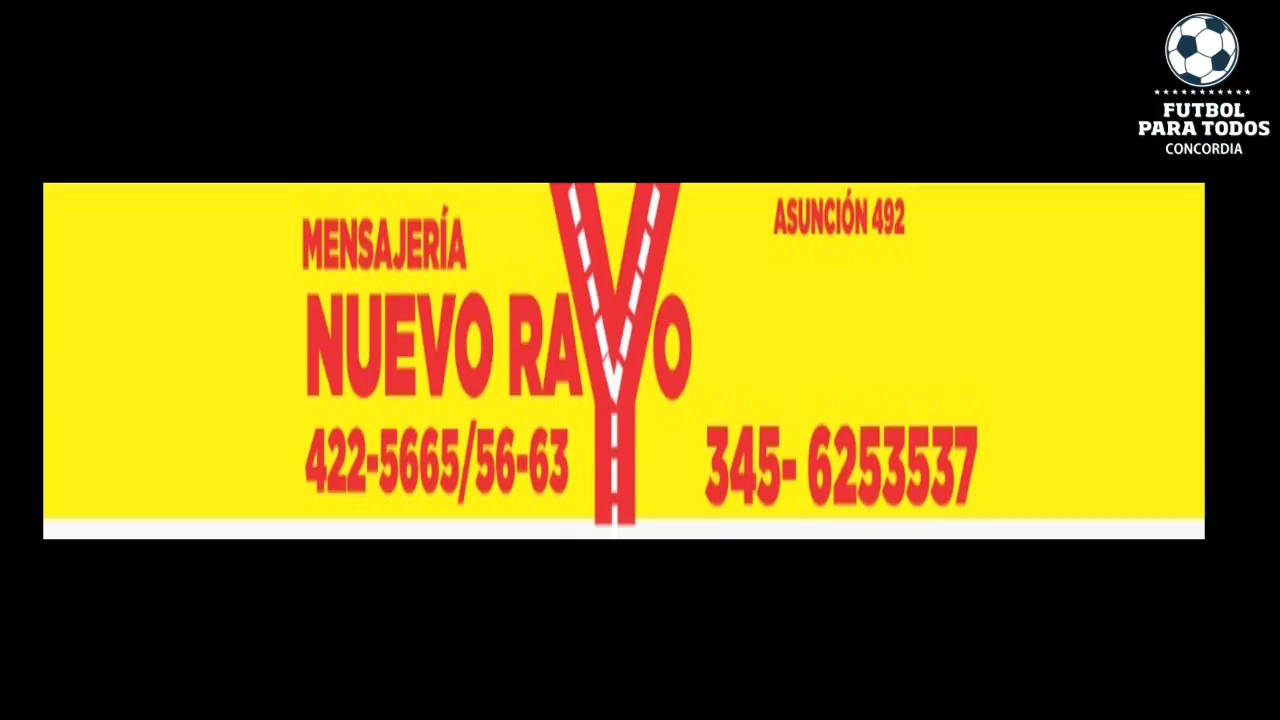 FUTBOL
PARA TODOS
CONCORDIA
MENSAJERÍA
NUEVO RAYO
422-5665/56-63
ASUNCIÓN 492
345- 6253537